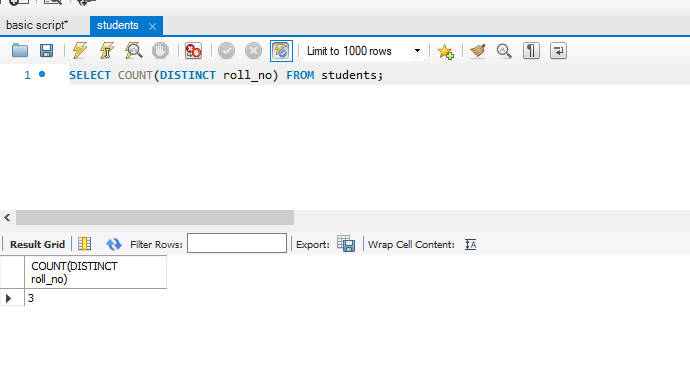 basic script*
students
Limit to 1000 rows
1
SELECT COUNT(DISTINCT roll_no) FROM students;
Result Grid
Filter Rows:
Export:
Wrap Cell Content:
COUNT(DISTINCT
roll_no)
3